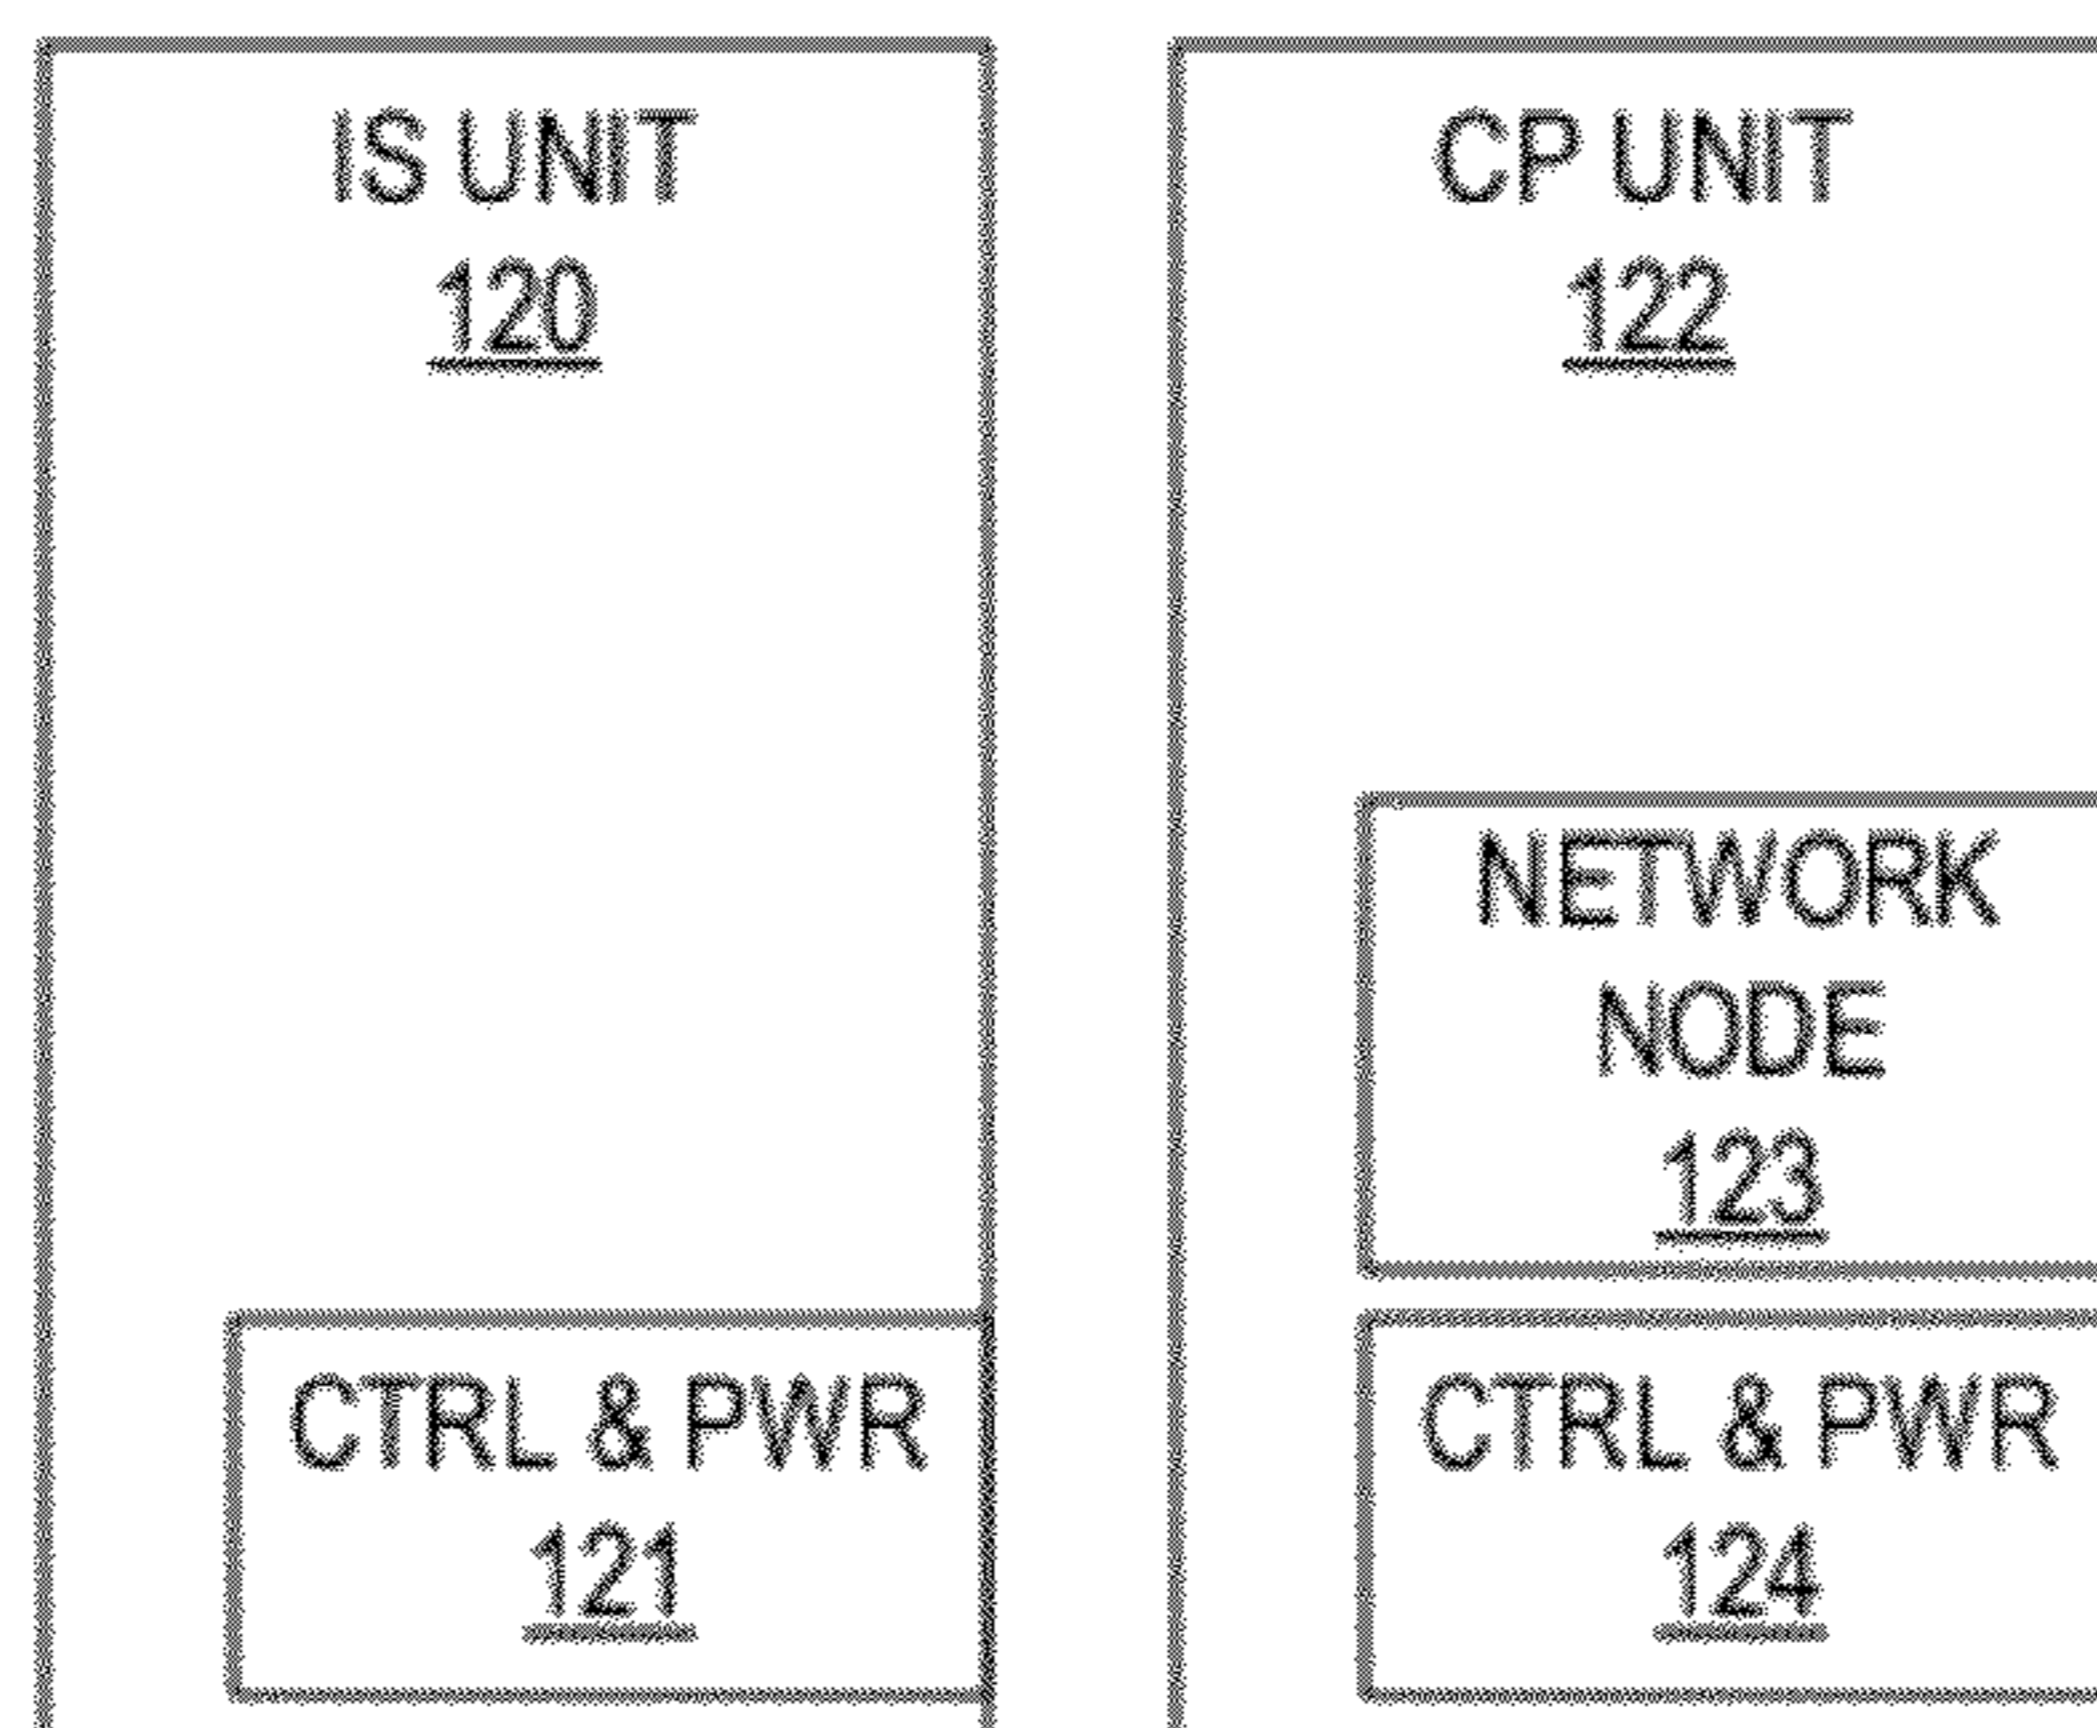 IS UNIT
120
CTRL & PWR
121
CP UNIT
122
NETWORK
NODE
123
CTRL & PWR
124